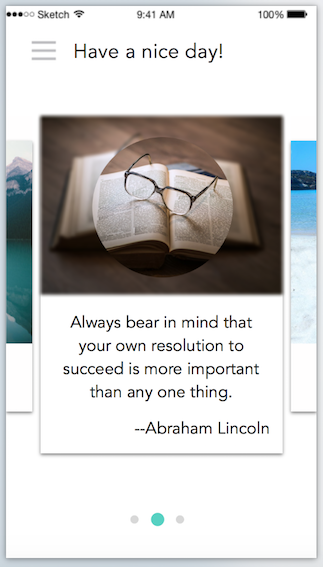 Sketch 9:41 AM 100%
Have a nice day!
Always bear in mind that
your own resolution to
succeed is more important
than any one thing.
--Abraham Lincoln